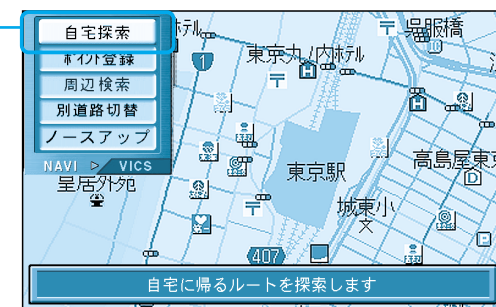 自宅探索
ポイント登録
周辺検索
別道路切替
ノースアップ
NAVI ▷ VICS
ホテル
呉服橋
1
東京丸ノ内ホテル
東京駅
高島屋東京
皇居外苑
城東小
文
407
自宅に帰るルートを探索します